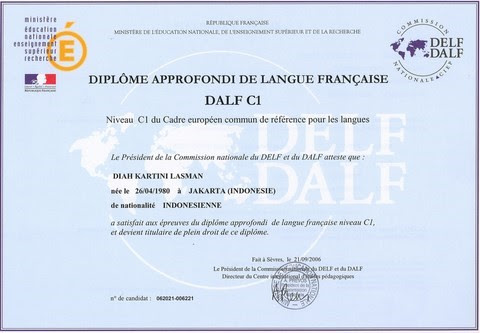 ministère
éducation
nationale
enseignement
supérieur
recherche
RÉPUBLIQUE FRANÇAISE
RÉPUBLIQUE FRANÇAISE
MINISTÈRE DE L'ÉDUCATION NATIONALE, DE L'ENSEIGNEMENT SUPÉRIEUR ET DE LA RECHERCHE
COMMISSION
DELF
DALF
NATIONALE
CIEP
DIPLÔME APPROFONDI DE LANGUE FRANÇAISE
DALF C1
Niveau C1 du Cadre européen commun de référence pour les langues
DELF
DALF
Le Président de la Commission nationale du DELF et du DALF atteste que :
DIAH KARTINI LASMAN
née le 26/04/1980 à JAKARTA (INDONESIE)
de nationalité INDONESIENNE
a satisfait aux épreuves du diplôme approfondi de langue française niveau C1,
et devient titulaire de plein droit de ce diplôme.
Fait à Sèvres, le 21/09/2006
Le Président de la Commission nationale du DELF et du DALF
Directeur du Centre international d'études pédagogiques
n° de candidat : 062021-006221